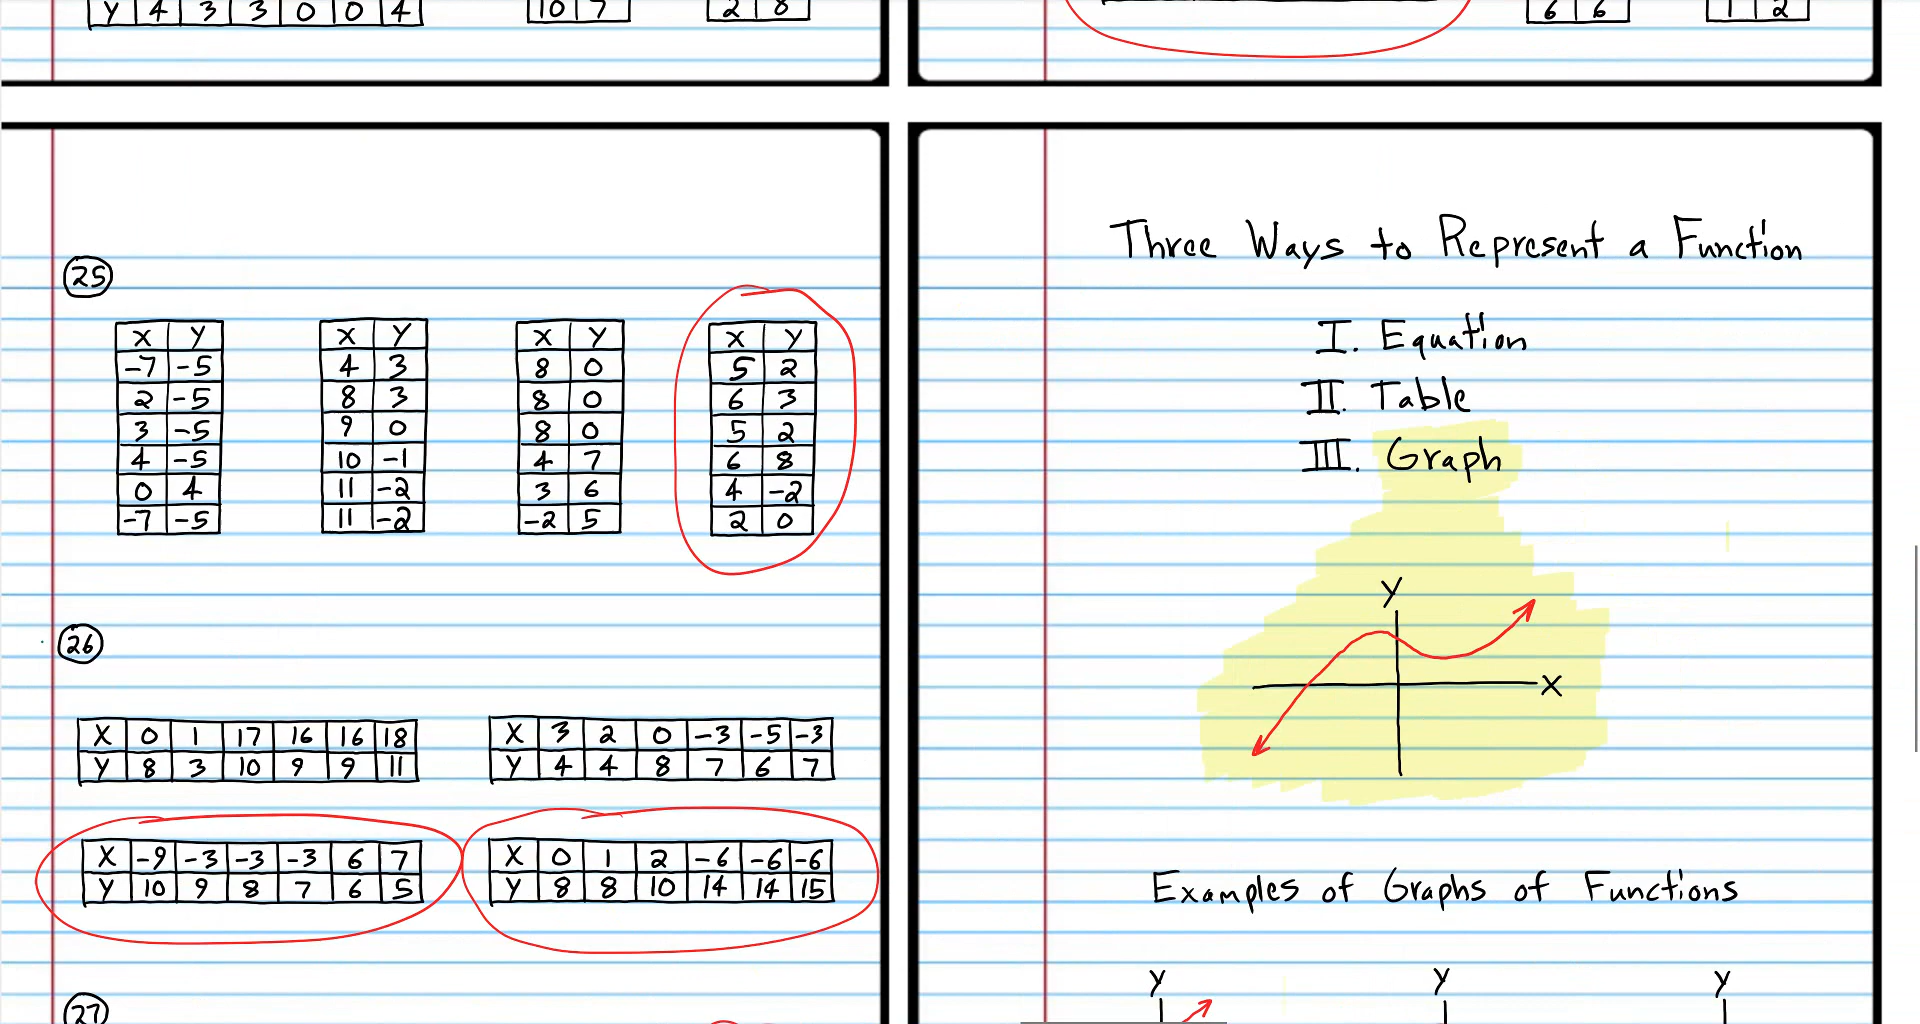 Y 4 3 3 0 0 4
10 7
2 8
6 6
1 2
25
X Y
-7 -5
2 -5
3 -5
4 -5
0 4
-7 -5
X Y
4 3
8 3
9 0
10 -1
11 -2
11 -2
X Y
8 0
8 0
8 0
4 7
3 6
-2 5
X Y
5 2
6 3
5 2
6 8
4 -2
2 0
26
X 0 1 17 16 16 18
Y 8 3 10 9 9 11
X 3 2 0 -3 -5 -3
Y 4 4 8 7 6 7
X -9 -3 -3 -3 6 7
Y 10 9 8 7 6 5
X 0 1 2 -6 -6 -6
Y 8 8 10 14 14 15
27
Three Ways to Represent a Function
I. Equation
II. Table
III. Graph
Y
X
Examples of Graphs of Functions
Y
Y
Y